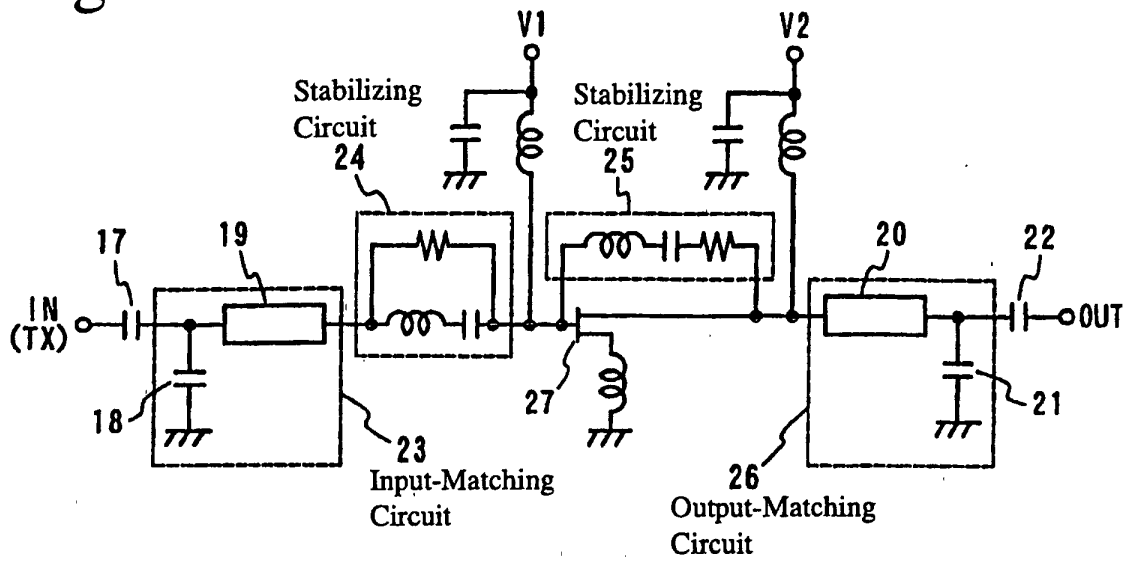 V1
V2
Stabilizing
Circuit
24
Stabilizing
Circuit
25
17
19
20
22
IN
(TX)
OUT
18
27
21
23
Input-Matching
Circuit
26
Output-Matching
Circuit